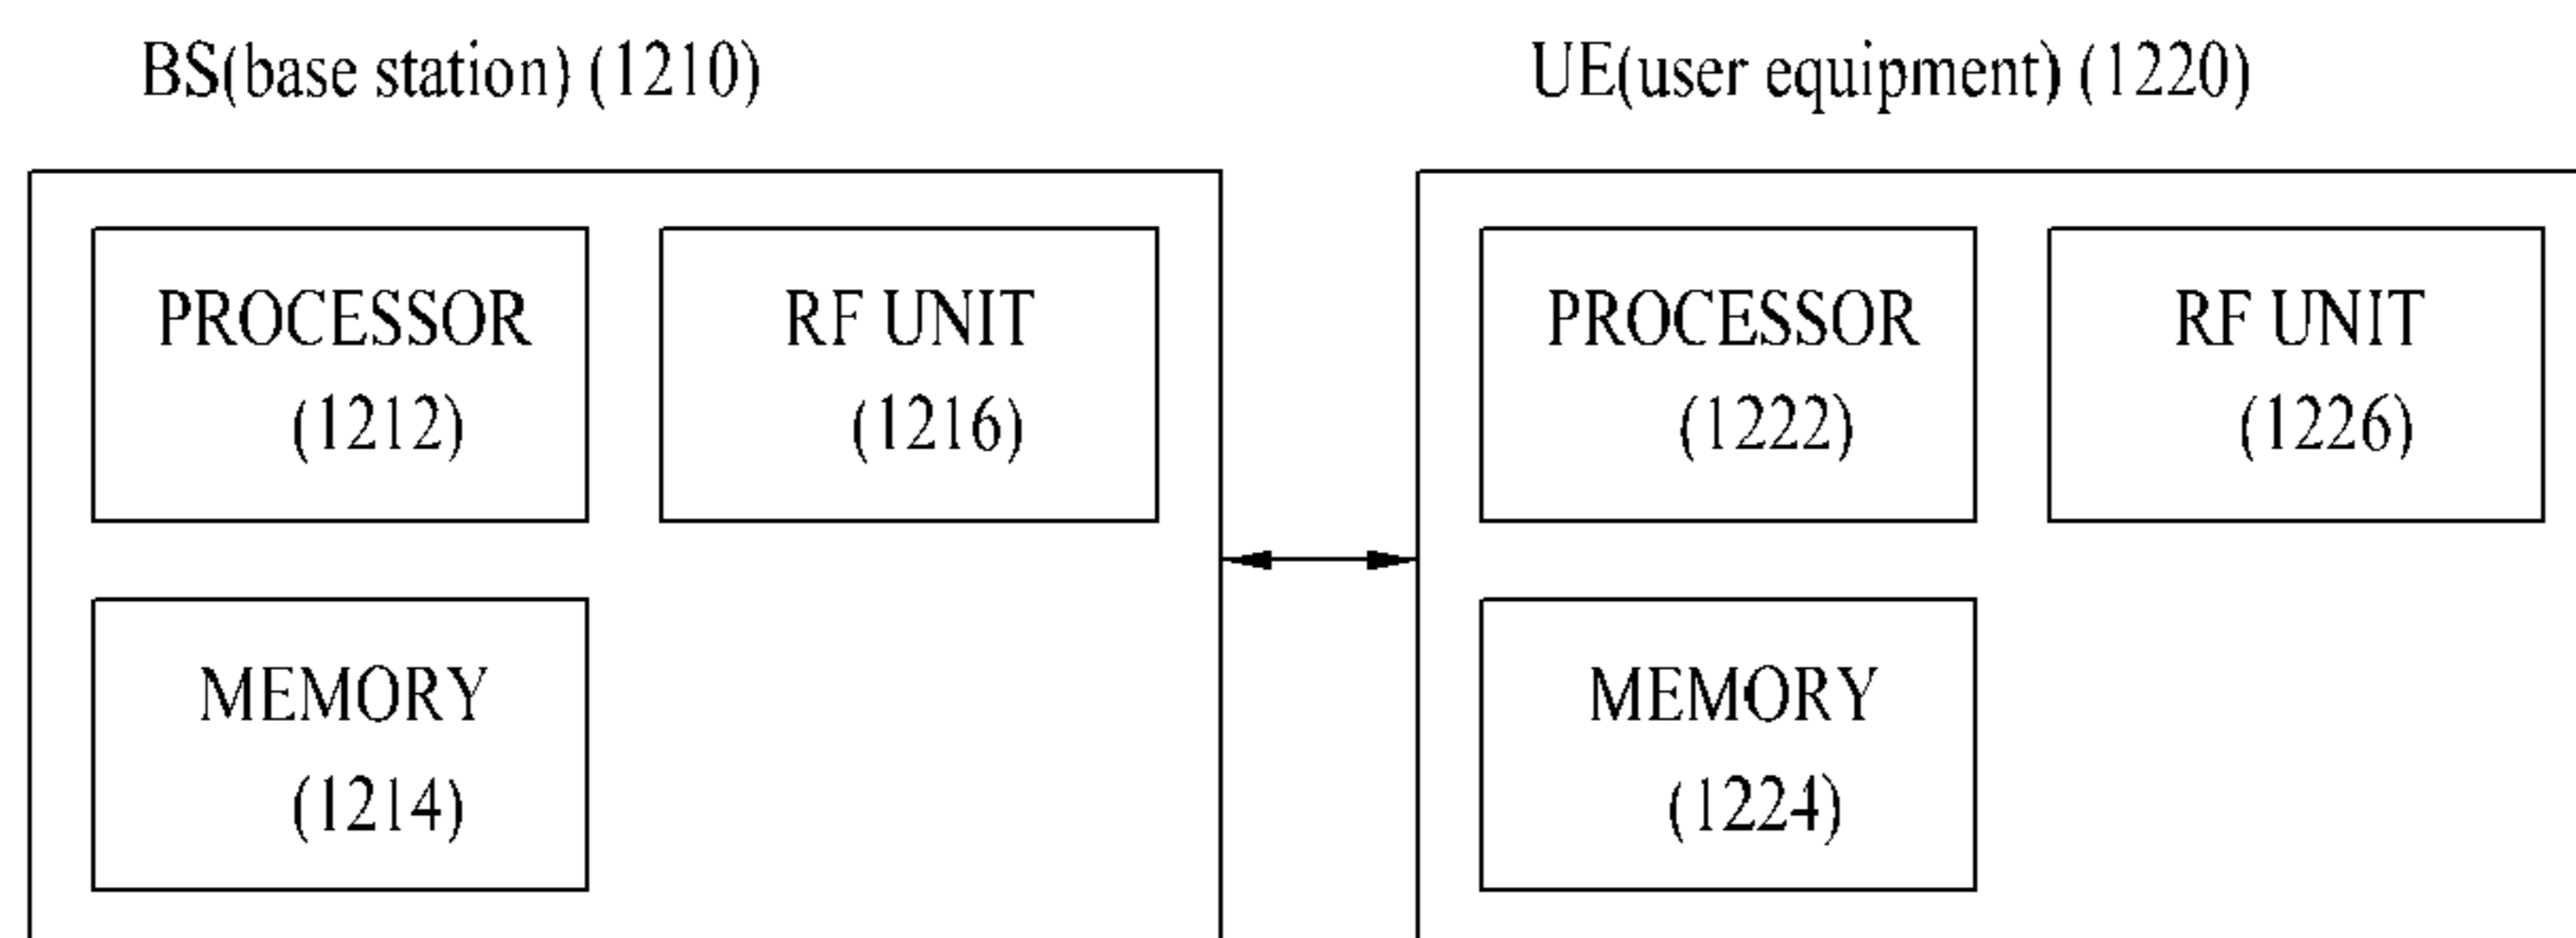 BS(base station) (1210)
PROCESSOR
(1212)
RF UNIT
(1216)
MEMORY
(1214)
UE(user equipment) (1220)
PROCESSOR
(1222)
RF UNIT
(1226)
MEMORY
(1224)